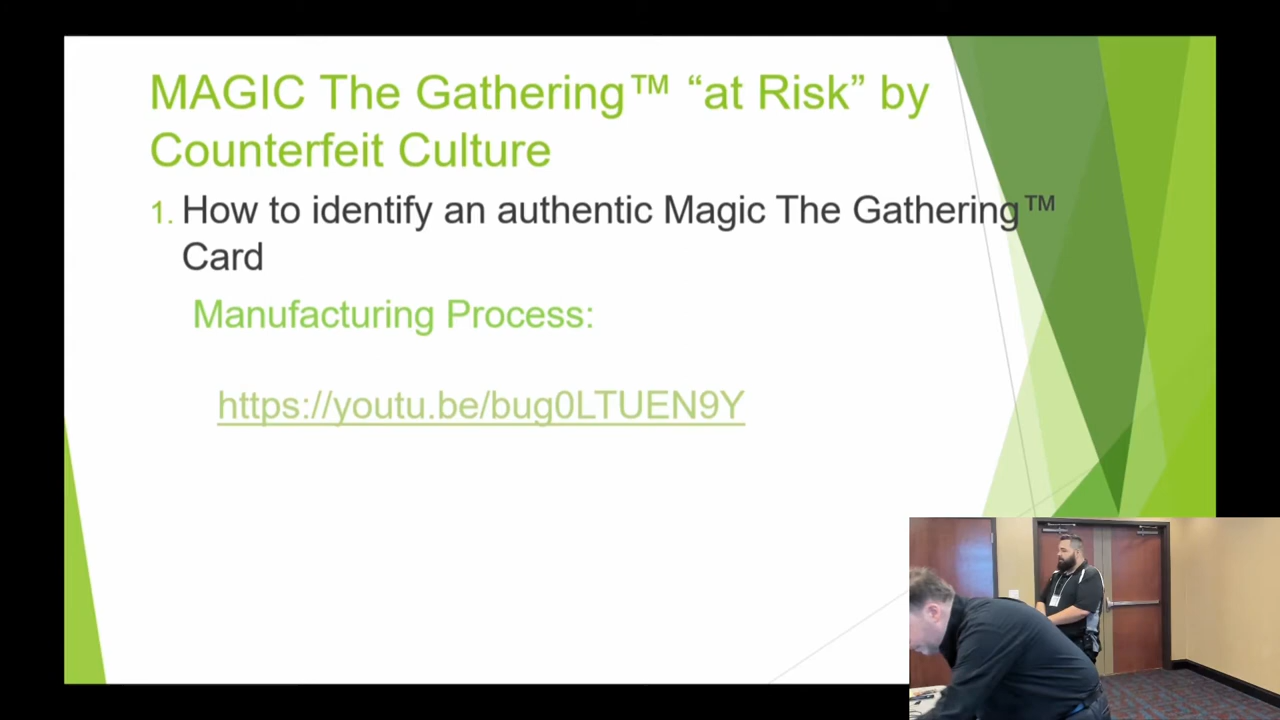 MAGIC The Gathering™ “at Risk” by
Counterfeit Culture
1. How to identify an authentic Magic The Gathering™
Card
Manufacturing Process:
https://youtu.be/bug0LTUEN9Y